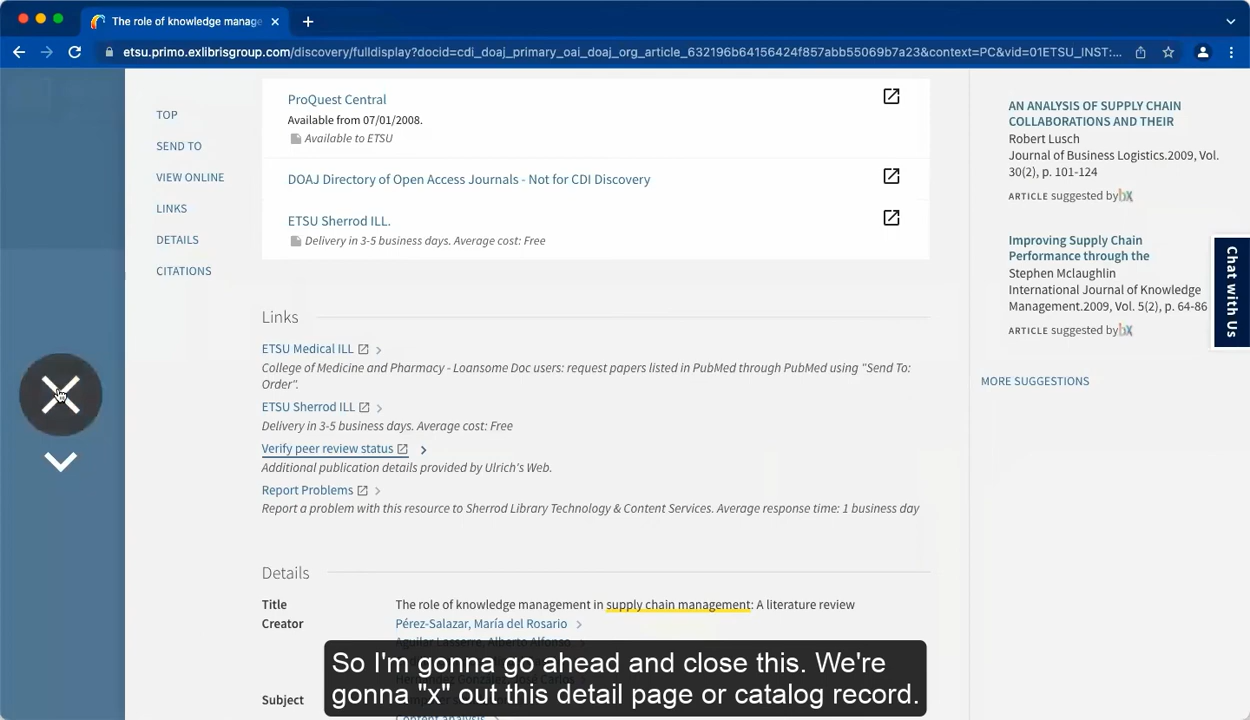 The role of knowledge manage
etsu.primo.exlibrisgroup.com/discovery/fulldisplay?docid=cdi_doaj_primary_oai_doaj_org_article_632196b64156424f857abb55069b7a23&context=PC&vid=01ETSU_INST:...
TOP
SEND TO
VIEW ONLINE
LINKS
DETAILS
CITATIONS
ProQuest Central
Available from 07/01/2008.
Available to ETSU
DOAJ Directory of Open Access Journals - Not for CDI Discovery
ETSU Sherrod ILL.
Delivery in 3-5 business days. Average cost: Free
Links
ETSU Medical ILL
College of Medicine and Pharmacy - Loansome Doc users: request papers listed in PubMed through PubMed using "Send To:
Order".
ETSU Sherrod ILL
Delivery in 3-5 business days. Average cost: Free
Verify peer review status
Additional publication details provided by Ulrich's Web.
Report Problems
Report a problem with this resource to Sherrod Library Technology & Content Services. Average response time: 1 business day
Details
Title The role of knowledge management in supply chain management: A literature review
Creator Pérez-Salazar, María del Rosario
Aguilar Lasserre, Alberto Alfonso
Subject
Content analysis
AN ANALYSIS OF SUPPLY CHAIN
COLLABORATIONS AND THEIR
Robert Lusch
Journal of Business Logistics.2009, Vol.
30(2), p. 101-124
ARTICLE suggested by bX
Improving Supply Chain
Performance through the
Stephen Mclaughlin
International Journal of Knowledge
Management.2009, Vol. 5(2), p. 64-86
ARTICLE suggested by bX
MORE SUGGESTIONS
Chat with Us
So I'm gonna go ahead and close this. We're
gonna "x" out this detail page or catalog record.